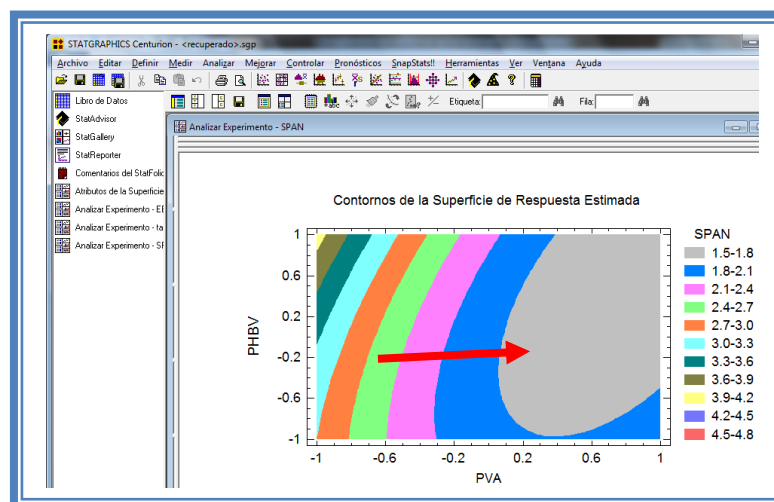 STATGRAPHICS Centurion - <recuperado>.sgp
Archivo Editar Definir Medir Analizar Mejorar Controlar Pronósticos SnapStats!! Herramientas Ver Ventana Ayuda
Etiqueta: Fila:
Libro de Datos
StatAdvisor
StatGallery
StatReporter
Comentarios del StatFolio
Atributos de la Superficie
Analizar Experimento - EI
Analizar Experimento - ta
Analizar Experimento - SF
Analizar Experimento - SPAN
Contornos de la Superficie de Respuesta Estimada
PHBV
1
0.6
0.2
-0.2
-0.6
-1
-1 -0.6 -0.2 0.2 0.6 1
PVA
SPAN
1.5-1.8
1.8-2.1
2.1-2.4
2.4-2.7
2.7-3.0
3.0-3.3
3.3-3.6
3.6-3.9
3.9-4.2
4.2-4.5
4.5-4.8